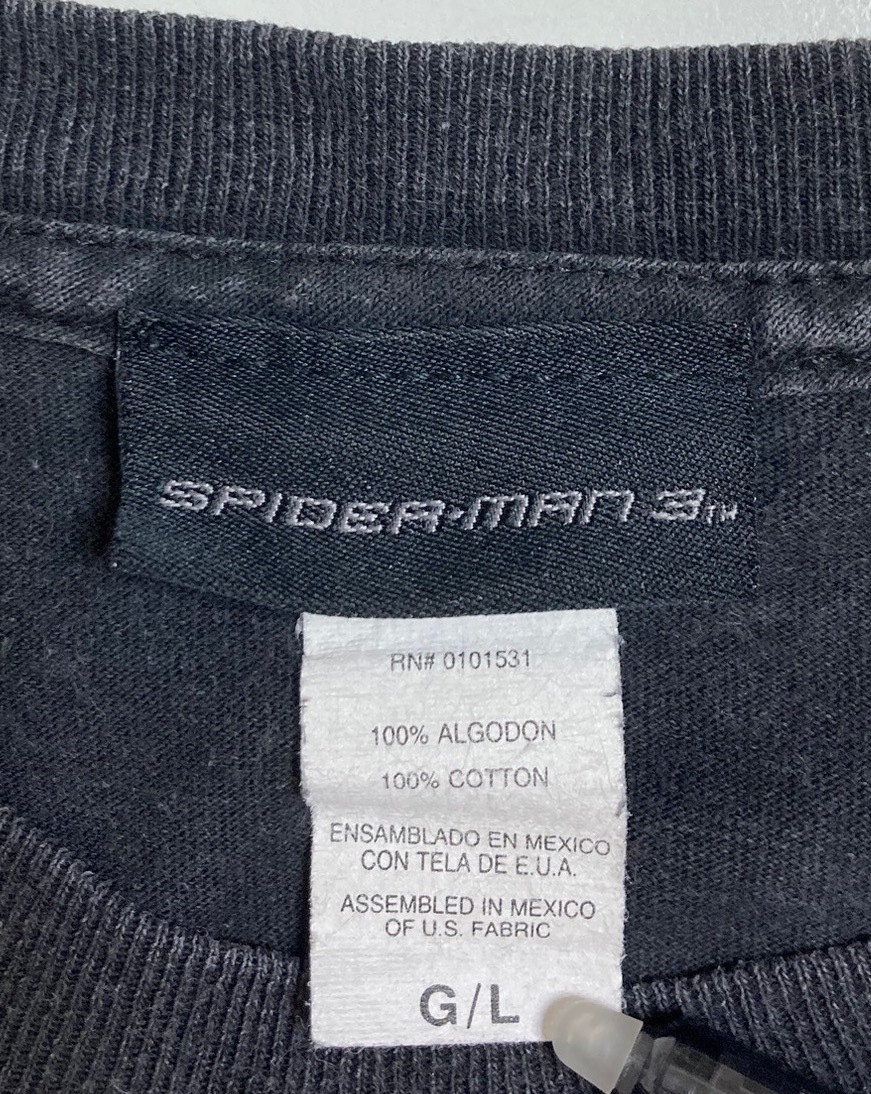 SPIDER-MAN 3TM
RN# 0101531
100% ALGODON
100% COTTON
ENSAMBLADO EN MEXICO
CON TELA DE E.U.A.
ASSEMBLED IN MEXICO
OF U.S. FABRIC
G/L